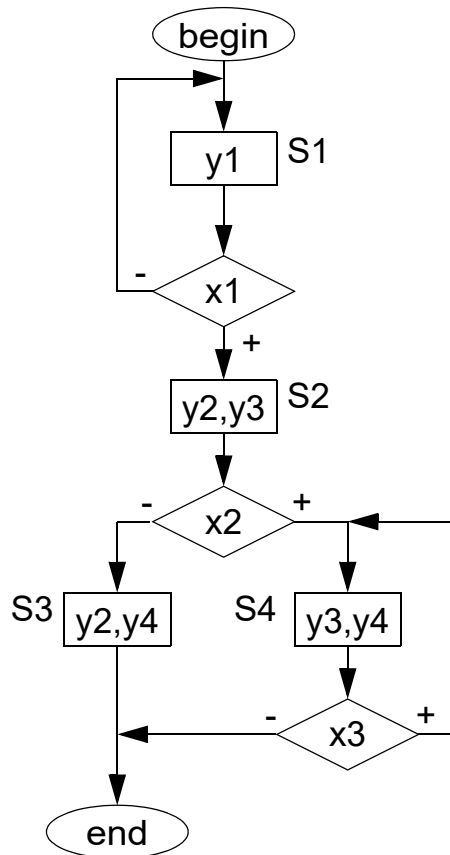 begin
y1 S1
-
x1
+
y2,y3 S2
- x2 +
S3 y2,y4 S4 y3,y4
- x3 +
end